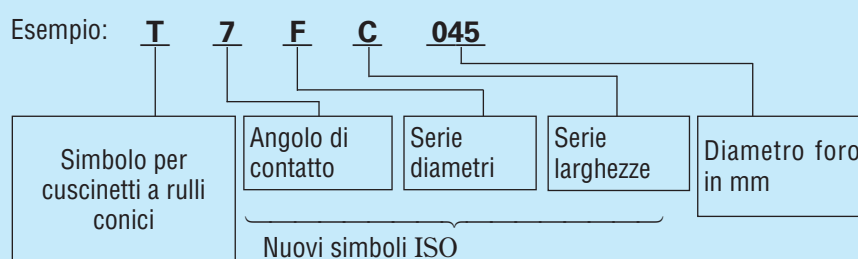 Esempio: T 7 F C 045
Simbolo per
cuscinetti a rulli
conici
Angolo di
contatto
Serie
diametri
Serie
larghezze
Diametro foro
in mm
Nuovi simboli ISO